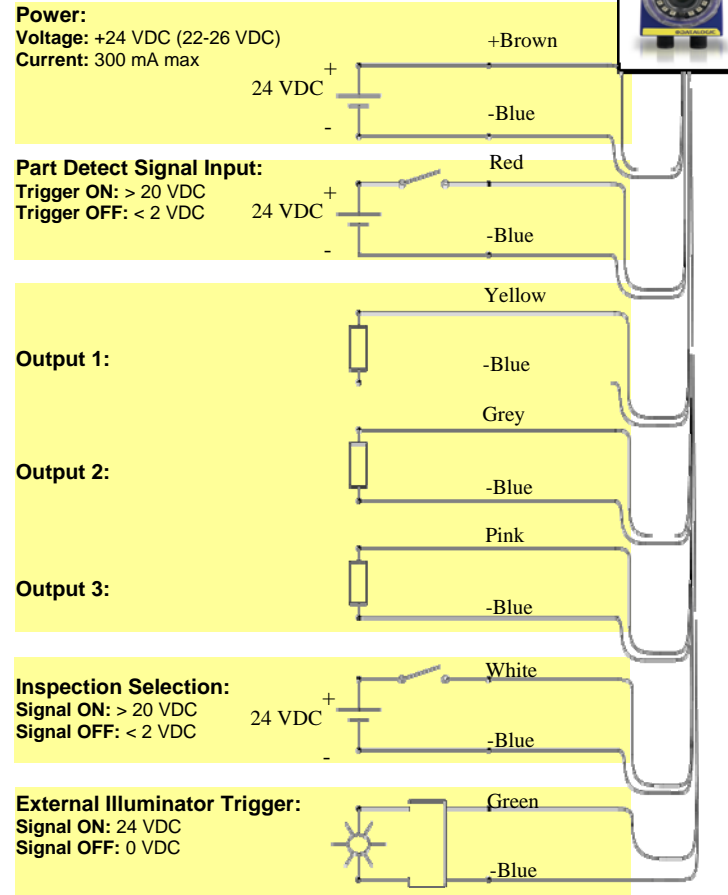 Power:
Voltage: +24 VDC (22-26 VDC)
Current: 300 mA max
+Brown
+
24 VDC
-
-Blue
DATALOGIC
Part Detect Signal Input:
Trigger ON: > 20 VDC
Trigger OFF: < 2 VDC
Red
+
24 VDC
-
-Blue
Yellow
Output 1:
-Blue
Grey
Output 2:
-Blue
Pink
Output 3:
-Blue
Inspection Selection:
Signal ON: > 20 VDC
Signal OFF: < 2 VDC
White
+
24 VDC
-
-Blue
External Illuminator Trigger:
Signal ON: 24 VDC
Signal OFF: 0 VDC
Green
-Blue